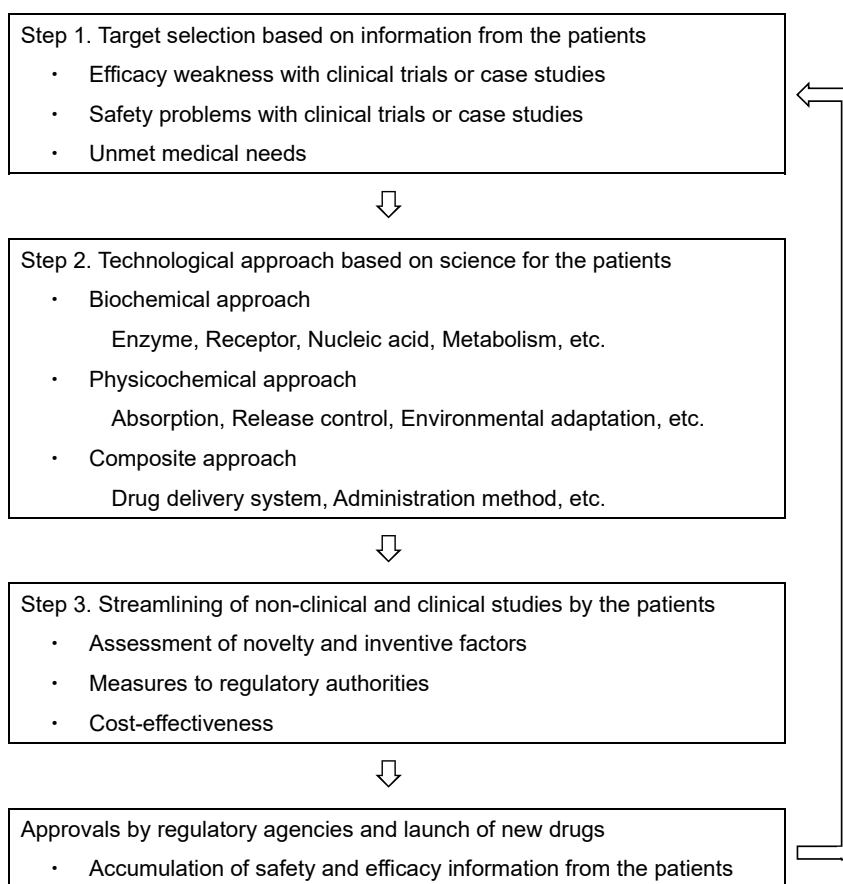 Step 1. Target selection based on information from the patients
・ Efficacy weakness with clinical trials or case studies
・ Safety problems with clinical trials or case studies
・ Unmet medical needs
Step 2. Technological approach based on science for the patients
・ Biochemical approach
Enzyme, Receptor, Nucleic acid, Metabolism, etc.
・ Physicochemical approach
Absorption, Release control, Environmental adaptation, etc.
・ Composite approach
Drug delivery system, Administration method, etc.
Step 3. Streamlining of non-clinical and clinical studies by the patients
・ Assessment of novelty and inventive factors
・ Measures to regulatory authorities
・ Cost-effectiveness
Approvals by regulatory agencies and launch of new drugs
・ Accumulation of safety and efficacy information from the patients